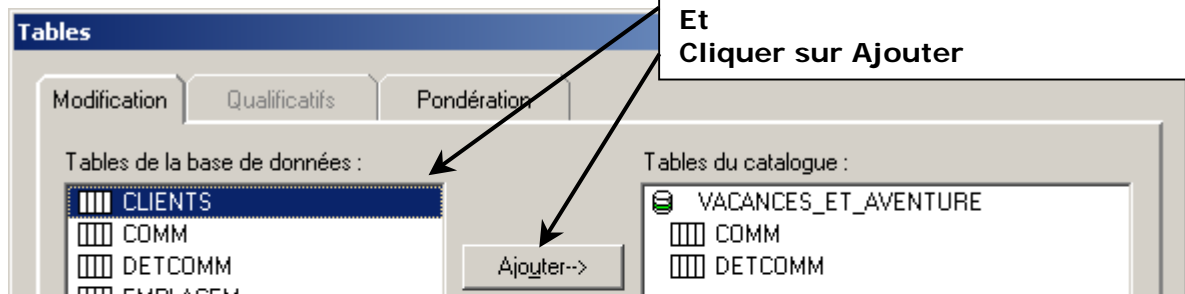 Et
Cliquer sur Ajouter
Tables
Modification
Qualificatifs
Pondération
Tables de la base de données :
CLIENTS
COMM
DETCOMM
EMPLACEM
Ajouter-->
Tables du catalogue :
VACANCES_ET_AVENTURE
COMM
DETCOMM